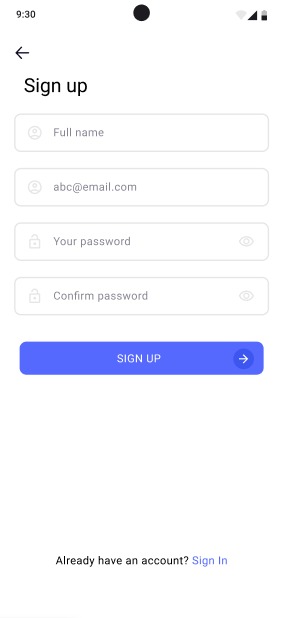 9:30
Sign up
Full name
abc@email.com
Your password
Confirm password
SIGN UP
Already have an account? Sign In